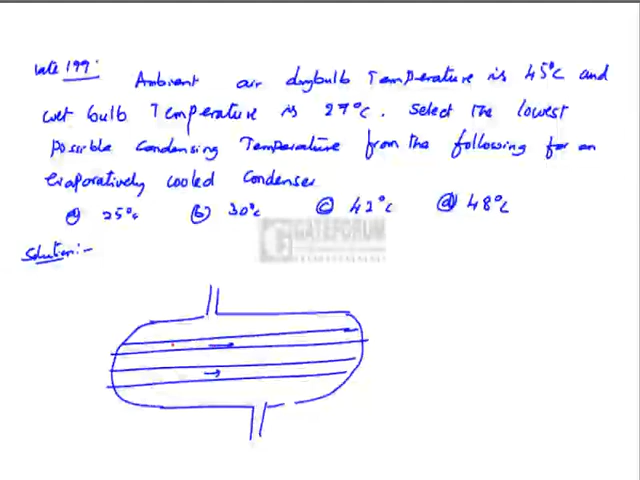 Ambient air drybulb Temperature is 45°C and
wet bulb Temperature is 27°C. Select the lowest
possible Condensing Temperature from the following for an
evaporatively cooled Condenser
a) 25°C b) 30°C c) 42°C d) 48°C
GATEFORUM
Solution:-